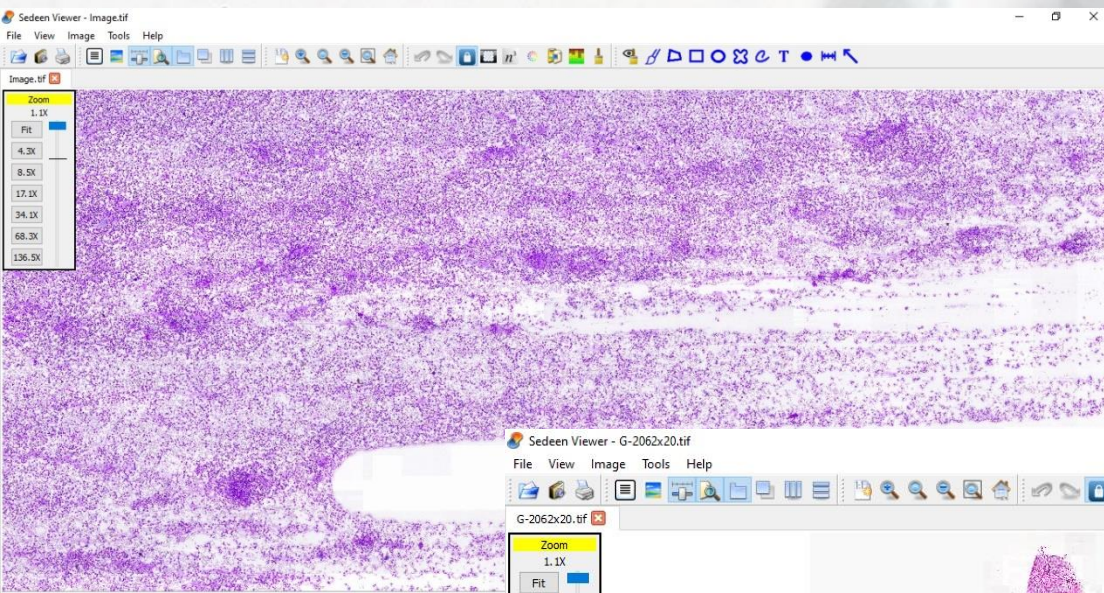 Sedeen Viewer - Image.tif
File View Image Tools Help
Image.tif
Zoom
1.1X
Fit
4.3X
8.5X
17.1X
34.1X
68.3X
136.5X
Sedeen Viewer - G-2062x20.tif
File View Image Tools Help
G-2062x20.tif
Zoom
1.1X
Fit